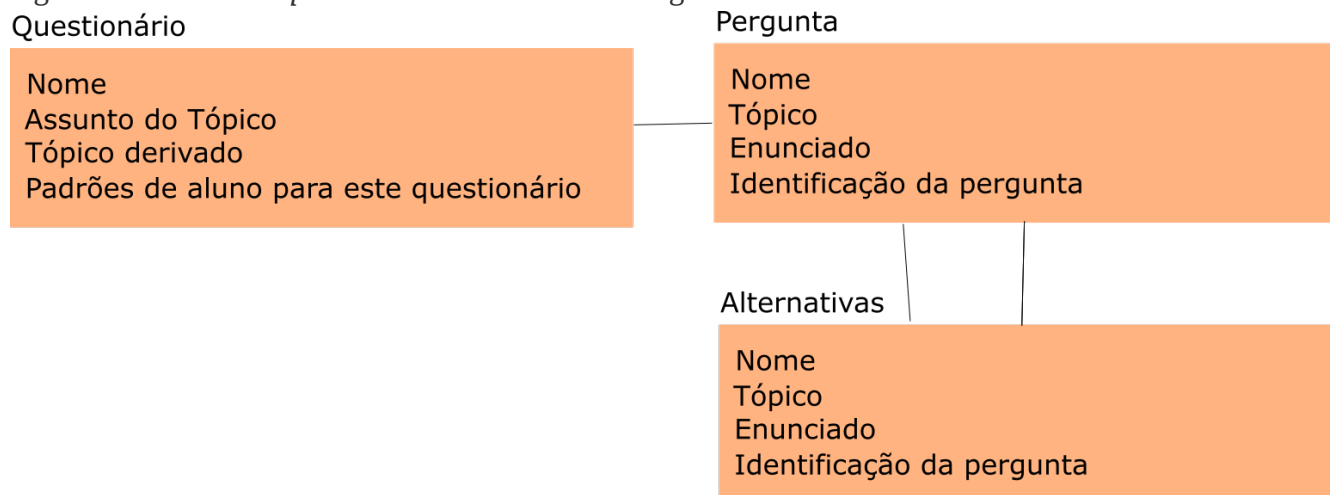 Questionário
Nome
Assunto do Tópico
Tópico derivado
Padrões de aluno para este questionário
Pergunta
Nome
Tópico
Enunciado
Identificação da pergunta
Alternativas
Nome
Tópico
Enunciado
Identificação da pergunta